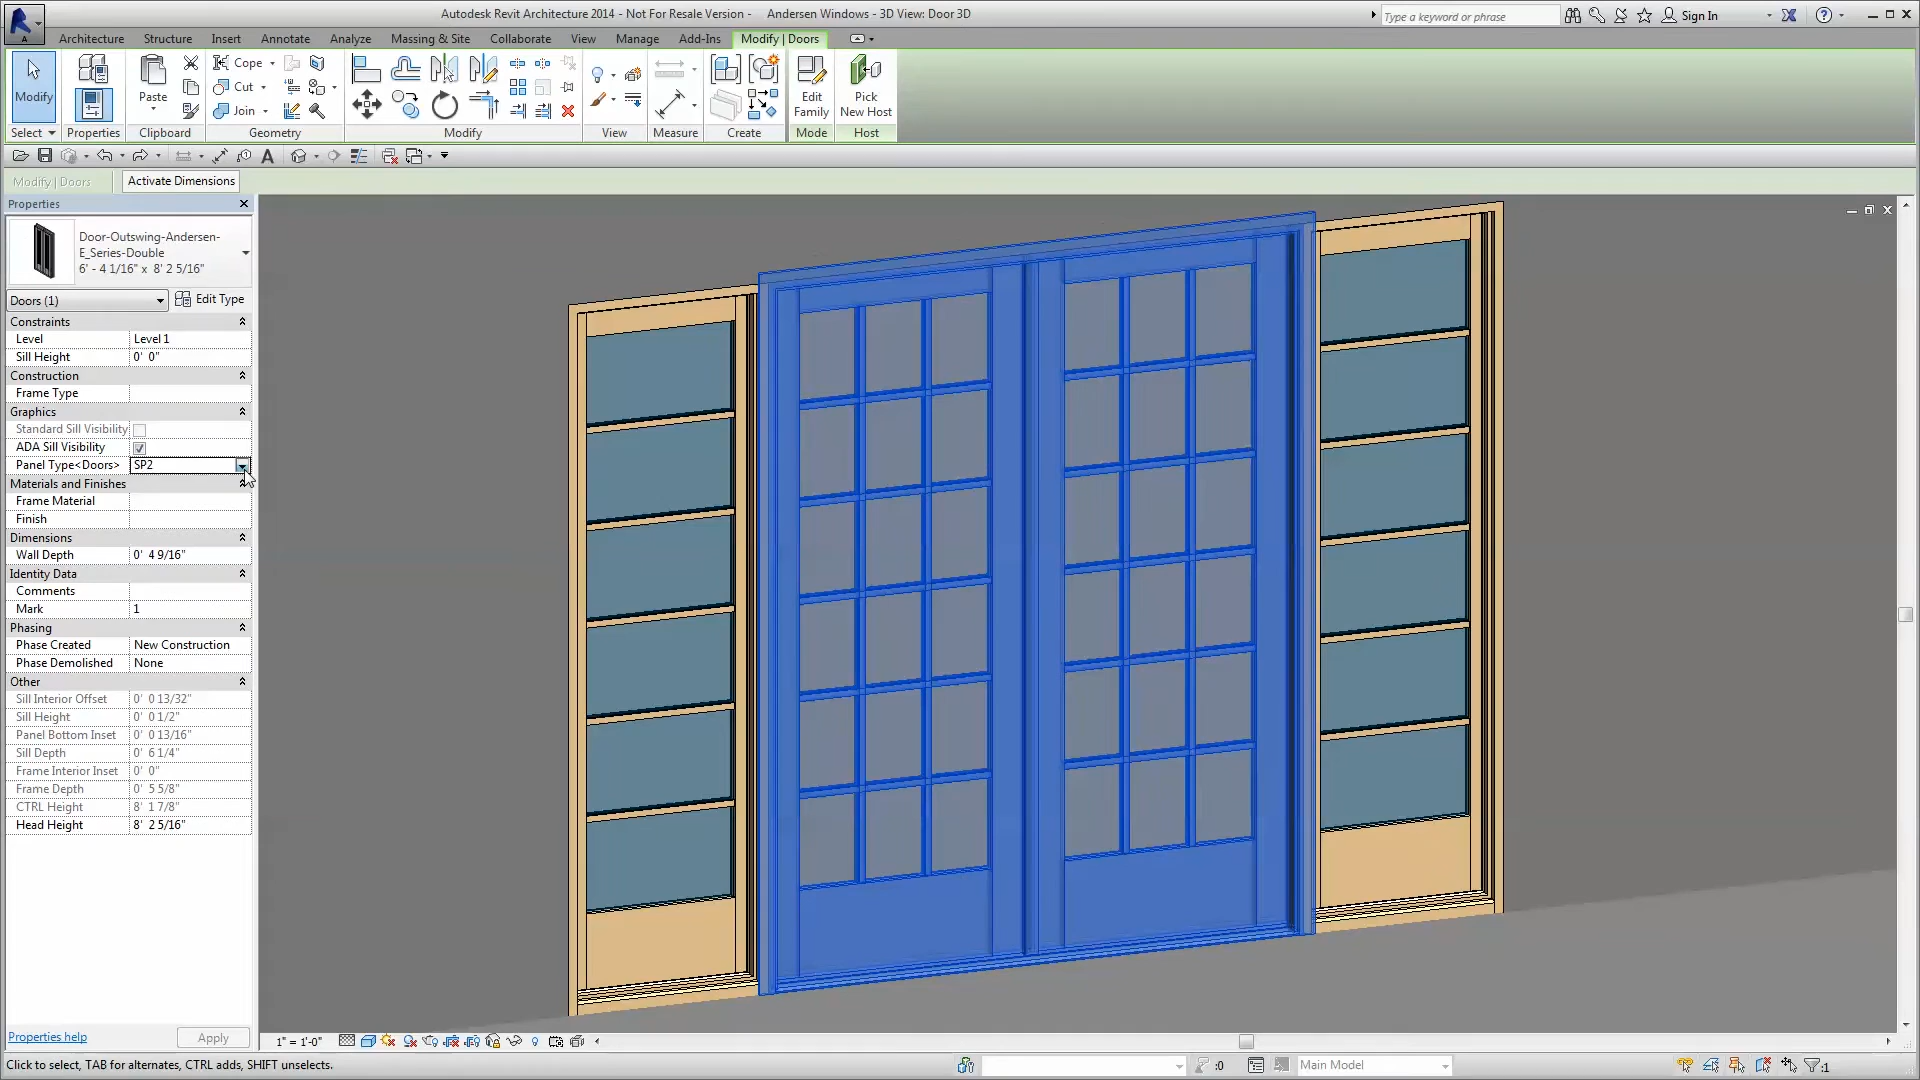 Autodesk Revit Architecture 2014 - Not For Resale Version - Andersen Windows - 3D View: Door 3D
Type a keyword or phrase
Sign In
Architecture Structure Insert Annotate Analyze Massing & Site Collaborate View Manage Add-Ins Modify | Doors
Modify
Paste
Cope
Cut
Join
Edit Family
Pick New Host
Select Properties Clipboard Geometry Modify View Measure Create Mode Host
Modify | Doors Activate Dimensions
Properties
Door-Outswing-Andersen-
E_Series-Double
6' - 4 1/16" x 8' 2 5/16"
Doors (1) Edit Type
Constraints
Level Level 1
Sill Height 0' 0"
Construction
Frame Type
Graphics
Standard Sill Visibility
ADA Sill Visibility
Panel Type<Doors> SP2
Materials and Finishes
Frame Material
Finish
Dimensions
Wall Depth 0' 4 9/16"
Identity Data
Comments
Mark 1
Phasing
Phase Created New Construction
Phase Demolished None
Other
Sill Interior Offset 0' 0 13/32"
Sill Height 0' 0 1/2"
Panel Bottom Inset 0' 0 13/16"
Sill Depth 0' 6 1/4"
Frame Interior Inset 0' 0"
Frame Depth 0' 5 5/8"
CTRL Height 8' 1 7/8"
Head Height 8' 2 5/16"
Properties help Apply
1" = 1'-0"
Click to select, TAB for alternates, CTRL adds, SHIFT unselects.
:0
Main Model
:1